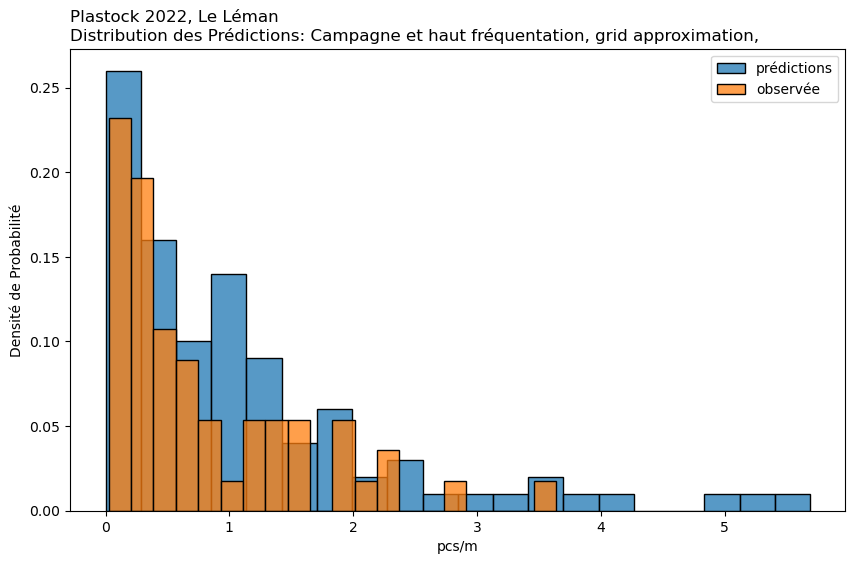 Plastock 2022, Le Léman
Distribution des Prédictions: Campagne et haut fréquentation, grid approximation,
prédictions
observée
Densité de Probabilité
0.25
0.20
0.15
0.10
0.05
0.00
0 1 2 3 4 5
pcs/m